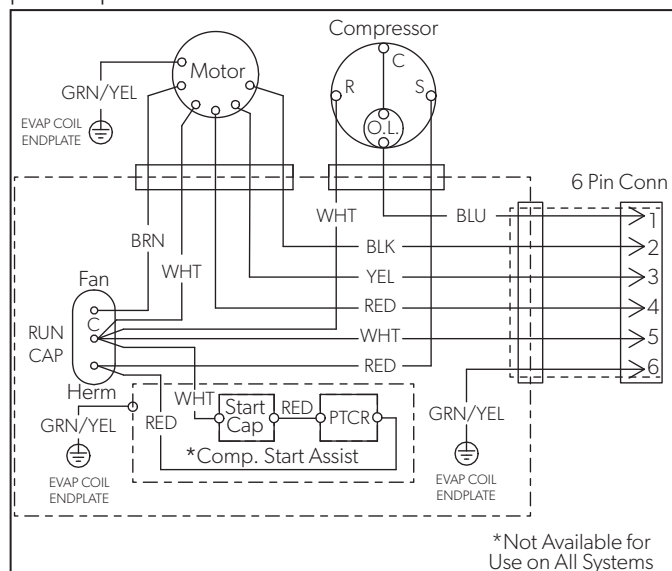 Compressor
Motor
C
R
S
O.L.
GRN/YEL
EVAP COIL
ENDPLATE
6 Pin Conn
WHT
BLU
1
BRN
BLK
2
WHT
YEL
3
Fan
RED
4
C
RUN
CAP
WHT
5
RED
6
Herm
WHT
GRN/YEL
RED
Start
Cap
RED
PTCR
GRN/YEL
*Comp. Start Assist
EVAP COIL
ENDPLATE
EVAP COIL
ENDPLATE
*Not Available for
Use on All Systems